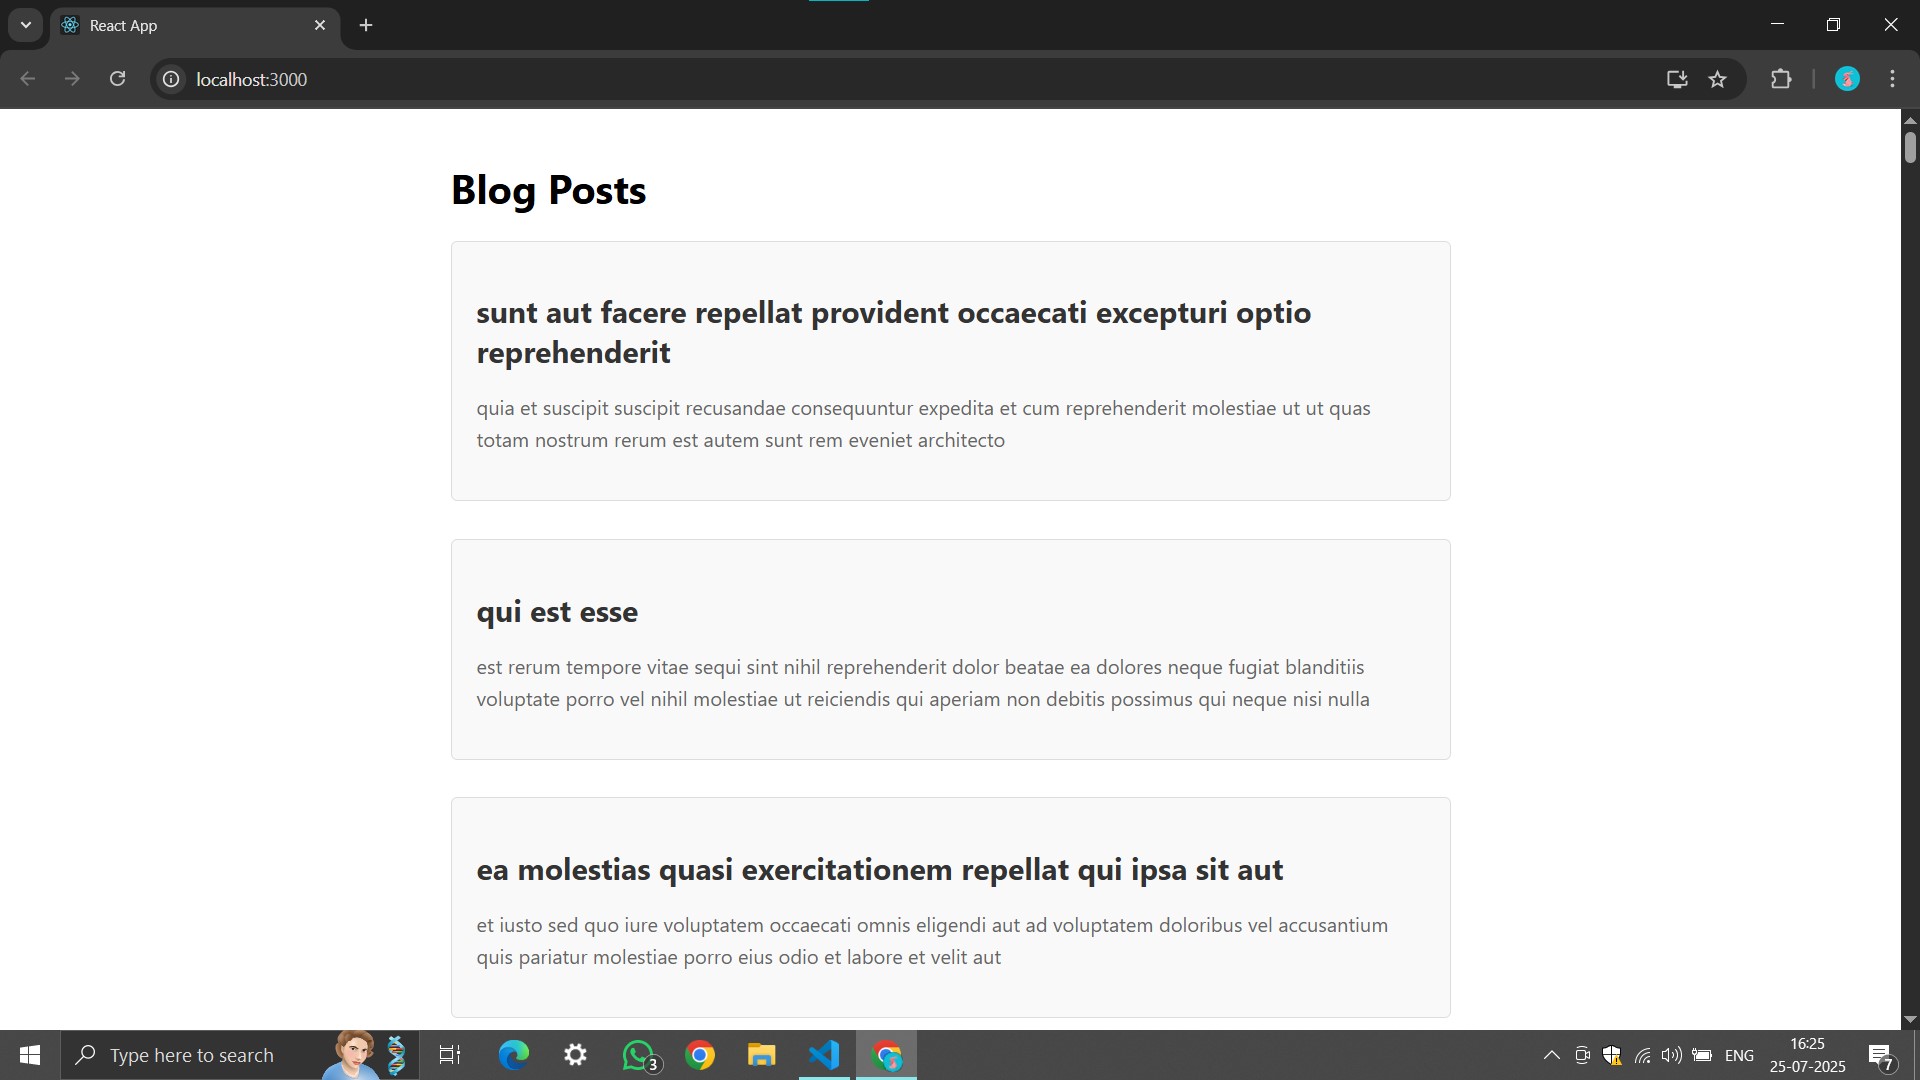 React App
localhost:3000
Blog Posts
sunt aut facere repellat provident occaecati excepturi optio
reprehenderit
quia et suscipit suscipit recusandae consequuntur expedita et cum reprehenderit molestiae ut ut quas
totam nostrum rerum est autem sunt rem eveniet architecto
qui est esse
est rerum tempore vitae sequi sint nihil reprehenderit dolor beatae ea dolores neque fugiat blanditiis
voluptate porro vel nihil molestiae ut reiciendis qui aperiam non debitis possimus qui neque nisi nulla
ea molestias quasi exercitationem repellat qui ipsa sit aut
et iusto sed quo iure voluptatem occaecati omnis eligendi aut ad voluptatem doloribus vel accusantium
quis pariatur molestiae porro eius odio et labore et velit aut
Type here to search
3
ENG
16:25
25-07-2025
7